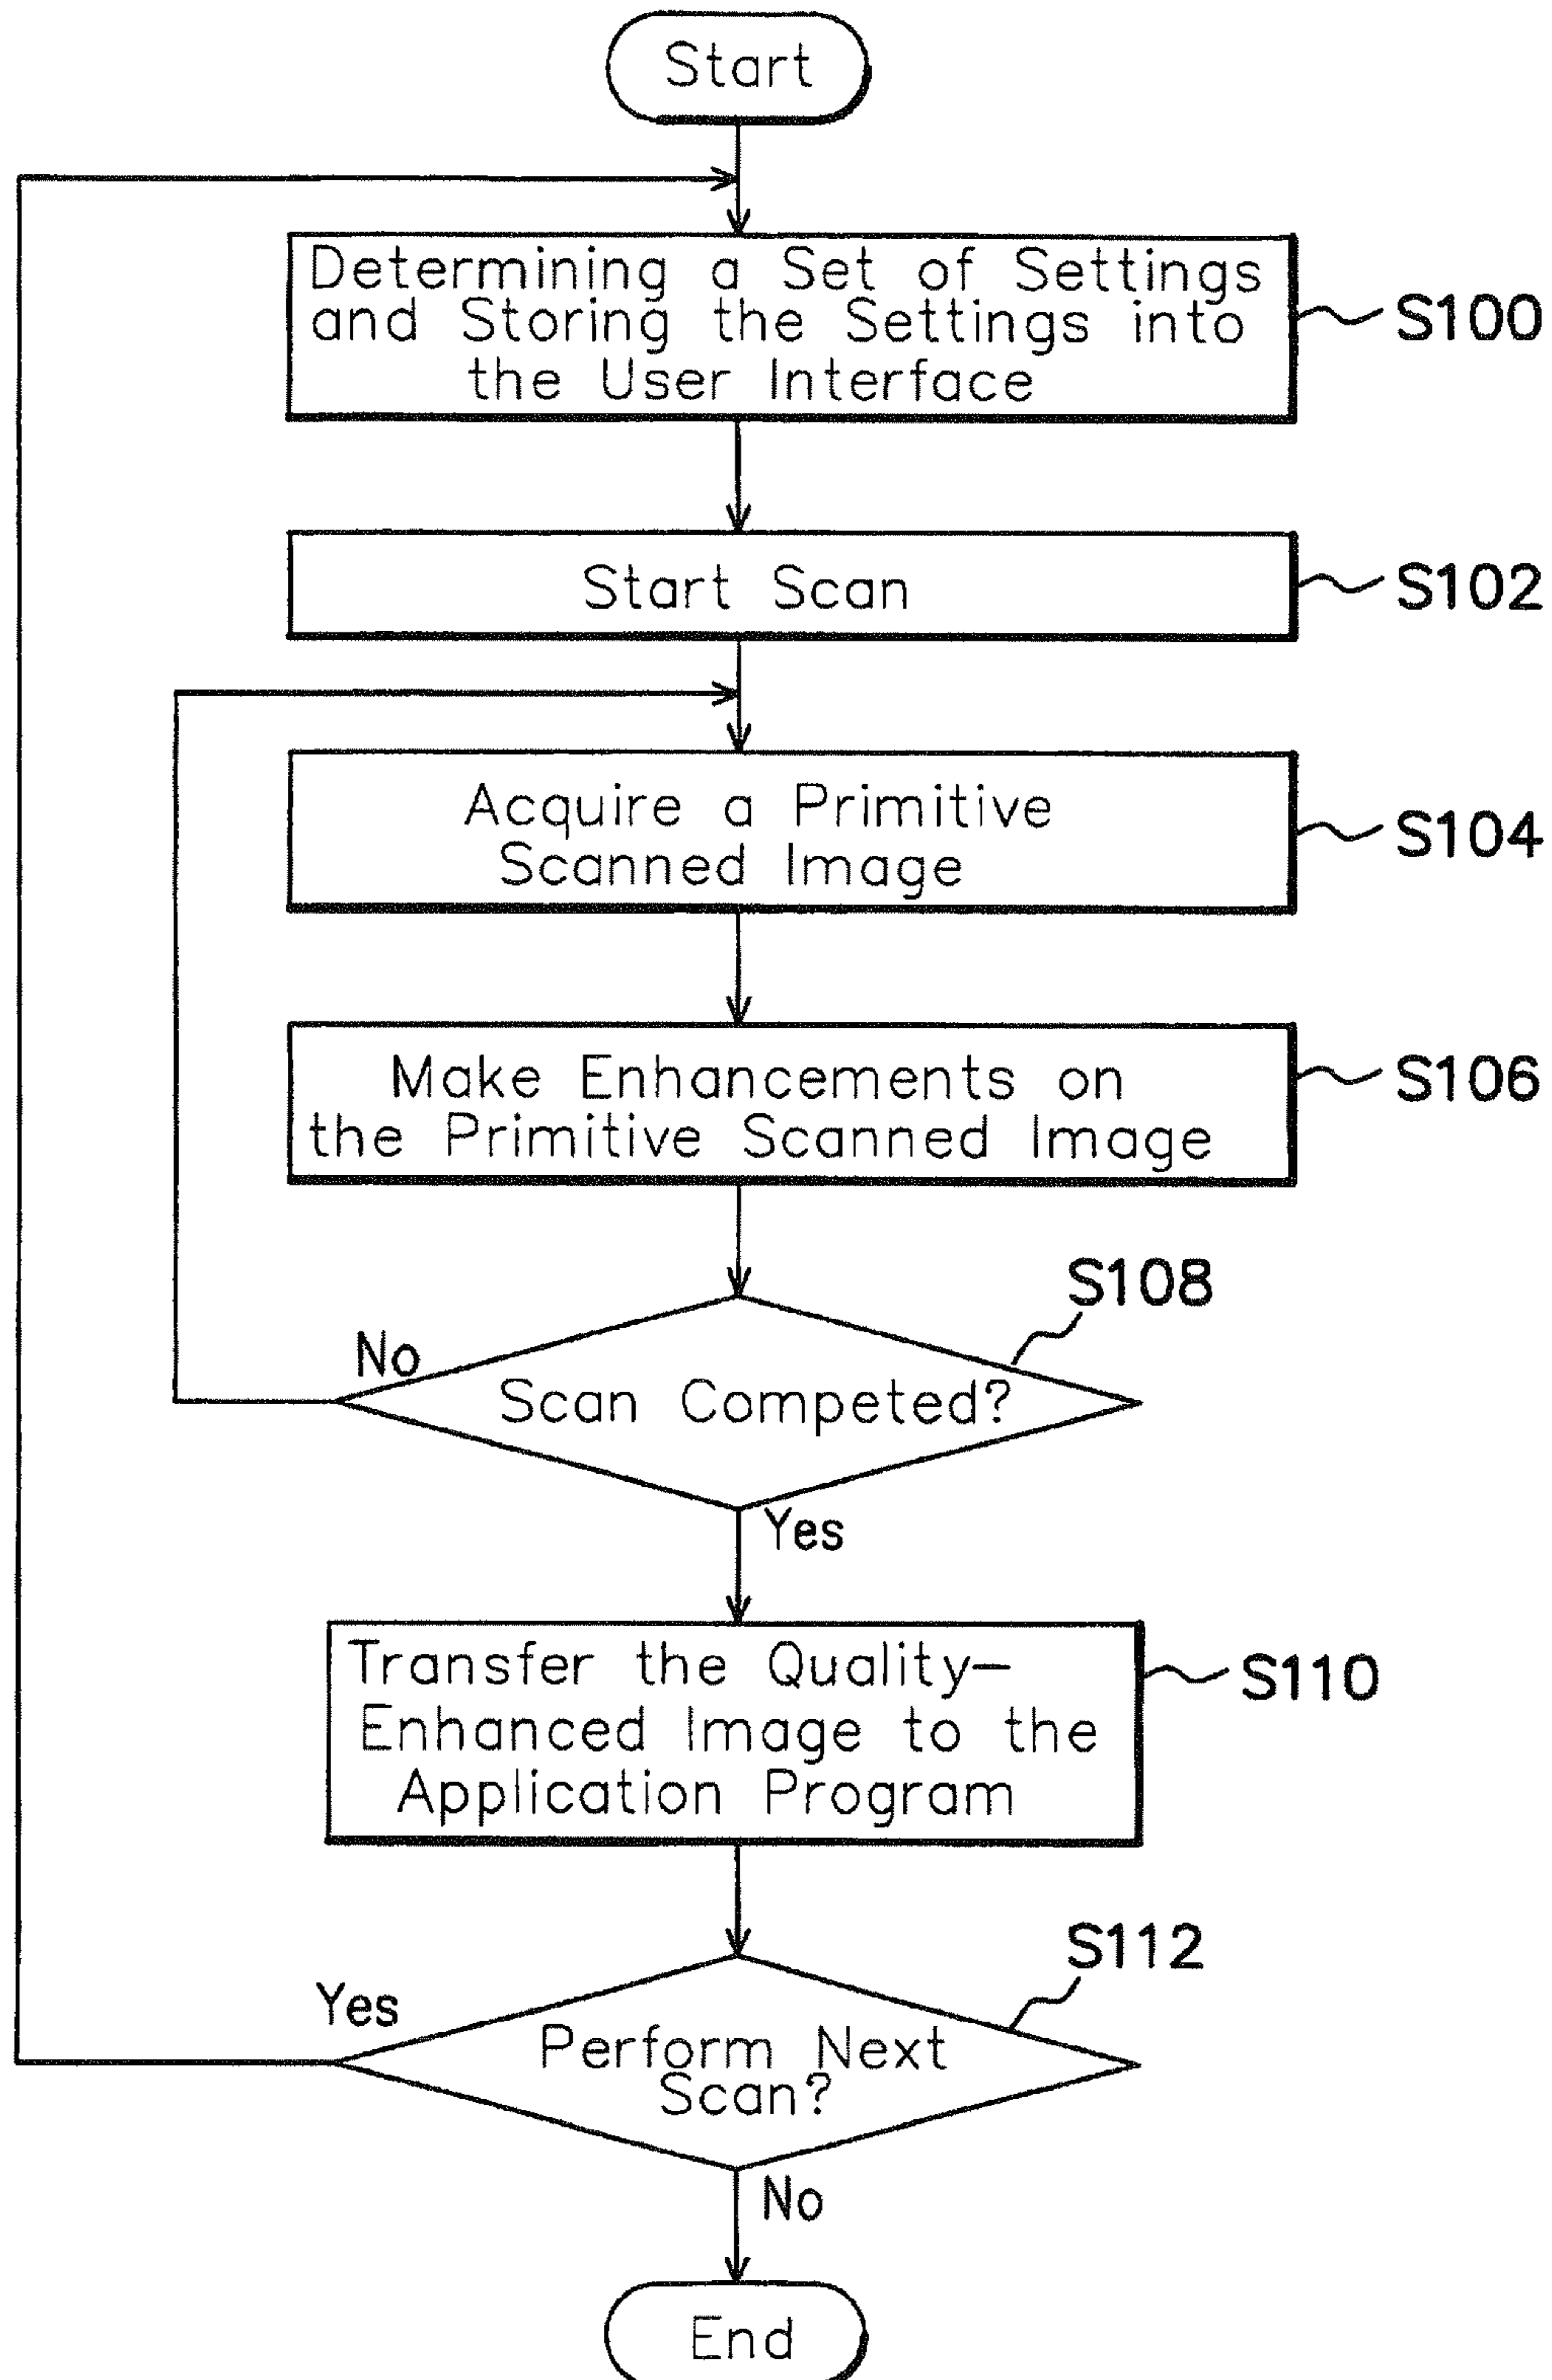 Start
Determining a Set of Settings
and Storing the Settings into
the User Interface
S100
Start Scan
S102
Acquire a Primitive
Scanned Image
S104
Make Enhancements on
the Primitive Scanned Image
S106
S108
No
Scan Competed?
Yes
Transfer the Quality-
Enhanced Image to the
Application Program
S110
S112
Yes
Perform Next
Scan?
No
End